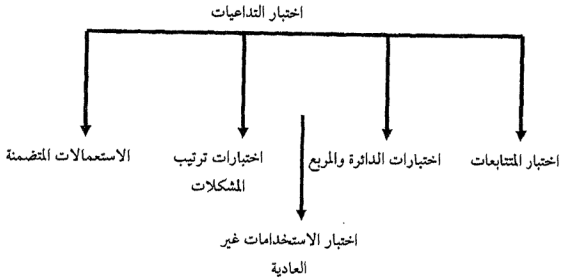 اختبار التداعيات
اختبار المتتابعات
اختبارات الدائرة والمربع
اختبارات ترتيب
المشكلات
الاستعمالات المتضمنة
اختبار الاستخدامات غير
العادية